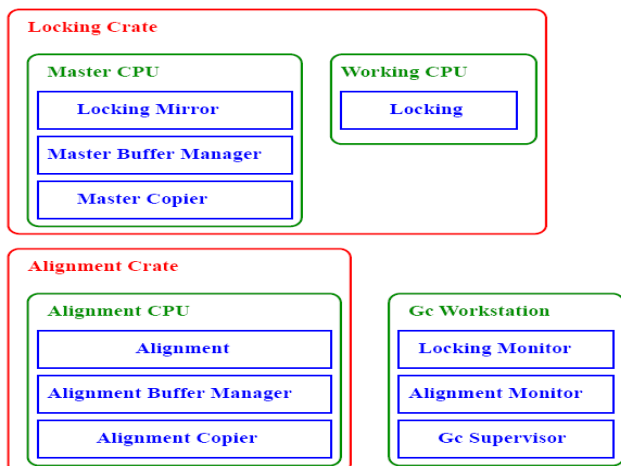 Locking Crate
Master CPU
Locking Mirror
Master Buffer Manager
Master Copier
Working CPU
Locking
Alignment Crate
Alignment CPU
Alignment
Alignment Buffer Manager
Alignment Copier
Gc Workstation
Locking Monitor
Alignment Monitor
Gc Supervisor